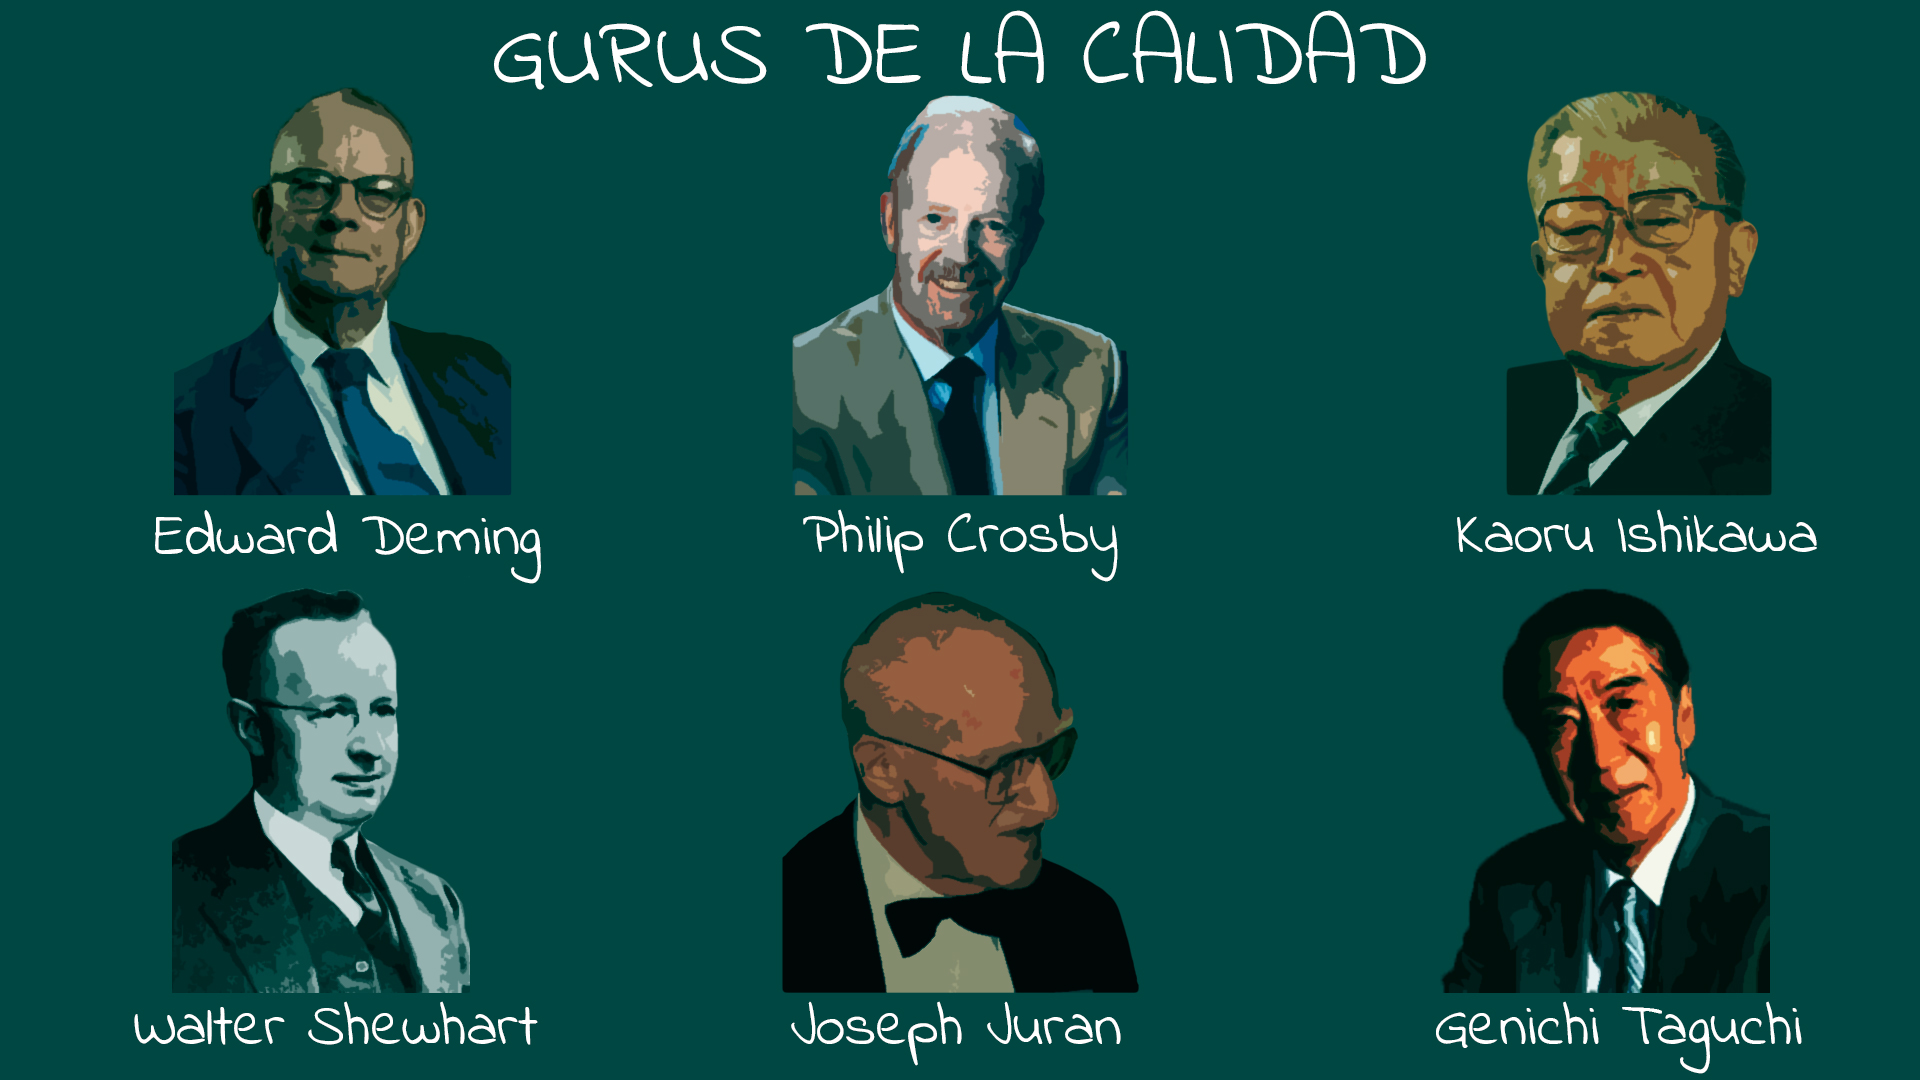 GURUS DE LA CALIDAD
Edward Deming
Philip Crosby
Kaoru Ishikawa
Walter Shewhart
Joseph Juran
Genichi Taguchi